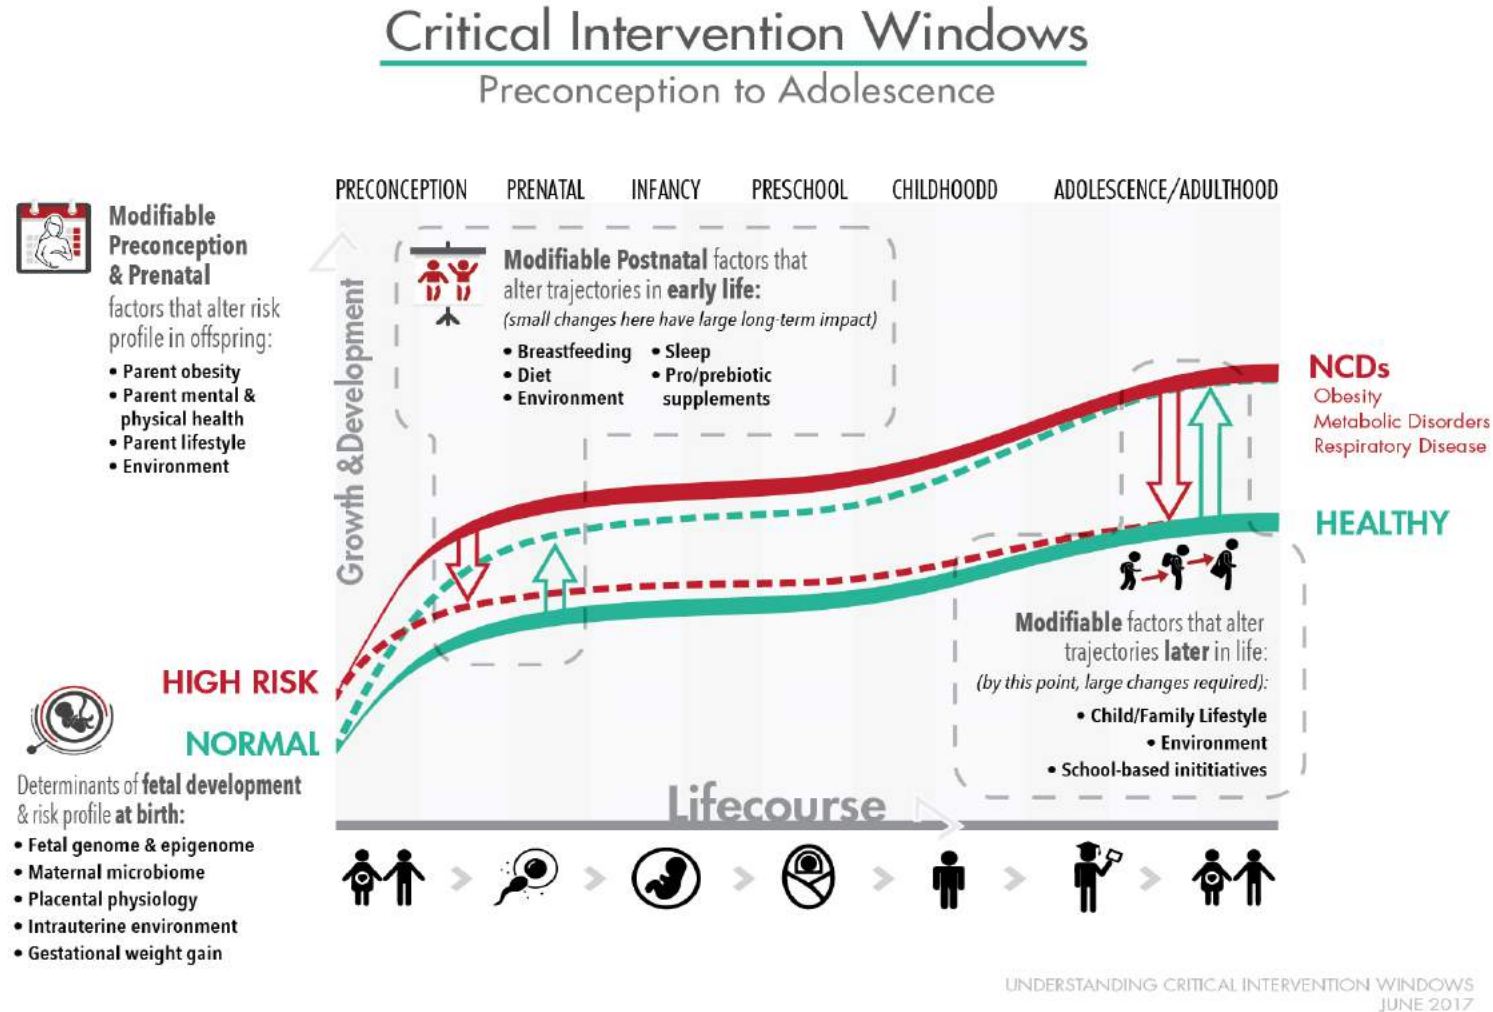 Critical Intervention Windows
Preconception to Adolescence
PRECONCEPTION PRENATAL INFANCY PRESCHOOL CHILDHOODD ADOLESCENCE/ADULTHOOD
Modifiable
Preconception
& Prenatal
factors that alter risk
profile in offspring:
• Parent obesity
• Parent mental &
physical health
• Parent lifestyle
• Environment
Growth &Development
Modifiable Postnatal factors that
alter trajectories in early life:
(small changes here have large long-term impact)
• Breastfeeding • Sleep
• Diet • Pro/prebiotic
• Environment supplements
NCDs
Obesity
Metabolic Disorders
Respiratory Disease
HEALTHY
HIGH RISK
NORMAL
Modifiable factors that alter
trajectories later in life:
(by this point, large changes required):
• Child/Family Lifestyle
• Environment
• School-based inititiatives
Determinants of fetal development
& risk profile at birth:
• Fetal genome & epigenome
• Maternal microbiome
• Placental physiology
• Intrauterine environment
• Gestational weight gain
Lifecourse
UNDERSTANDING CRITICAL INTERVENTION WINDOWS
JUNE 2017